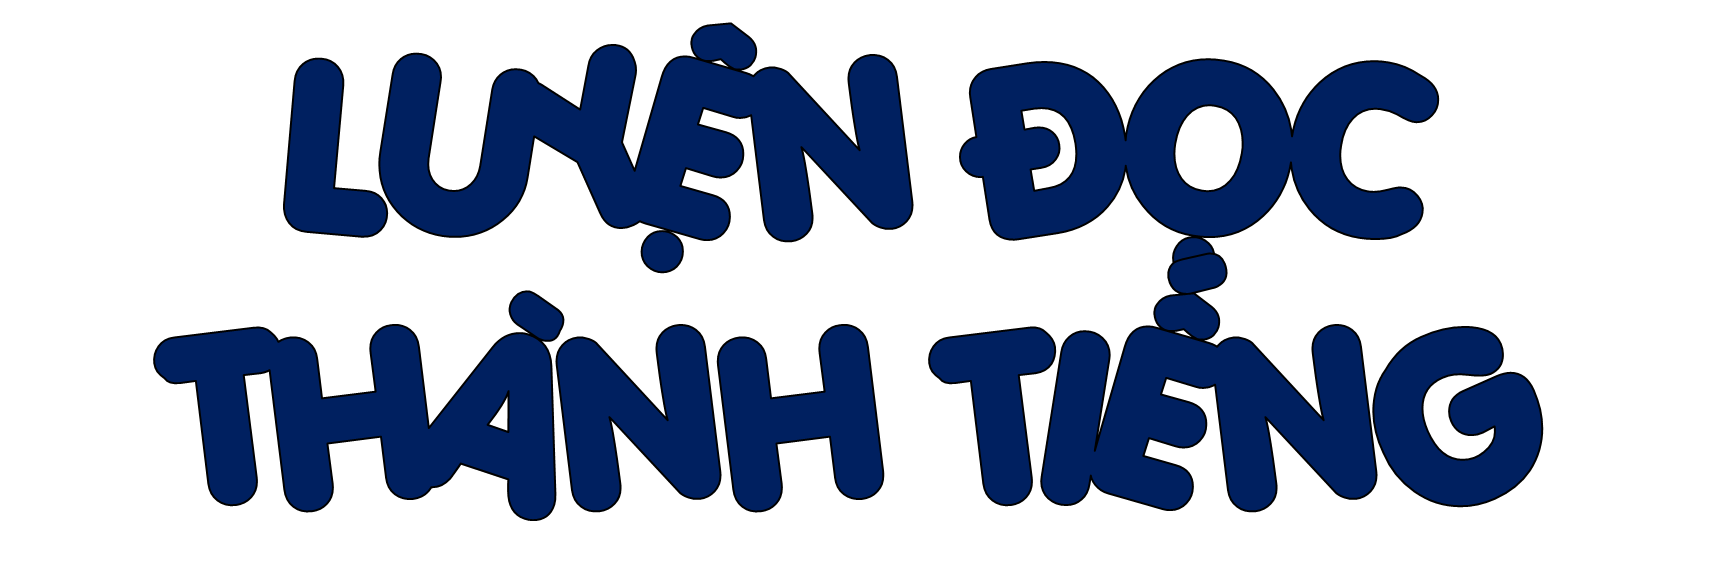 LUYỆN ĐỌC
THÀNH TIẾNG